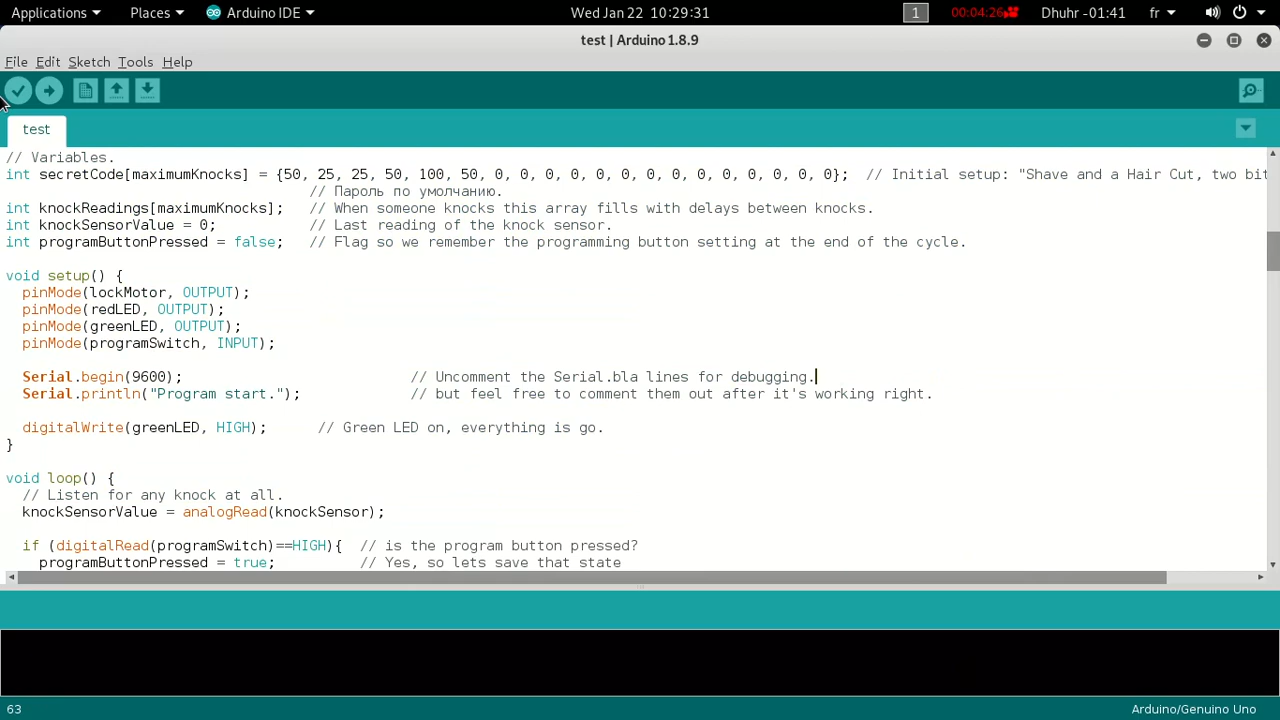 Applications Places Arduino IDE Wed Jan 22 10:29:31 1 00:04:26 Dhuhr -01:41 fr
test | Arduino 1.8.9
File Edit Sketch Tools Help
test
// Variables.
int secretCode[maximumKnocks] = {50, 25, 25, 50, 100, 50, 0, 0, 0, 0, 0, 0, 0, 0, 0, 0, 0, 0, 0, 0};  // Initial setup: "Shave and a Hair Cut, two bit
// Пароль по умолчанию.
int knockReadings[maximumKnocks];   // When someone knocks this array fills with delays between knocks.
int knockSensorValue = 0;           // Last reading of the knock sensor.
int programButtonPressed = false;   // Flag so we remember the programming button setting at the end of the cycle.
void setup() {
pinMode(lockMotor, OUTPUT);
pinMode(redLED, OUTPUT);
pinMode(greenLED, OUTPUT);
pinMode(programSwitch, INPUT);
Serial.begin(9600);                           // Uncomment the Serial.bla lines for debugging.
Serial.println("Program start.");             // but feel free to comment them out after it's working right.
digitalWrite(greenLED, HIGH);      // Green LED on, everything is go.
}
void loop() {
// Listen for any knock at all.
knockSensorValue = analogRead(knockSensor);
if (digitalRead(programSwitch)==HIGH){  // is the program button pressed?
programButtonPressed = true;          // Yes, so lets save that state
63 Arduino/Genuino Uno